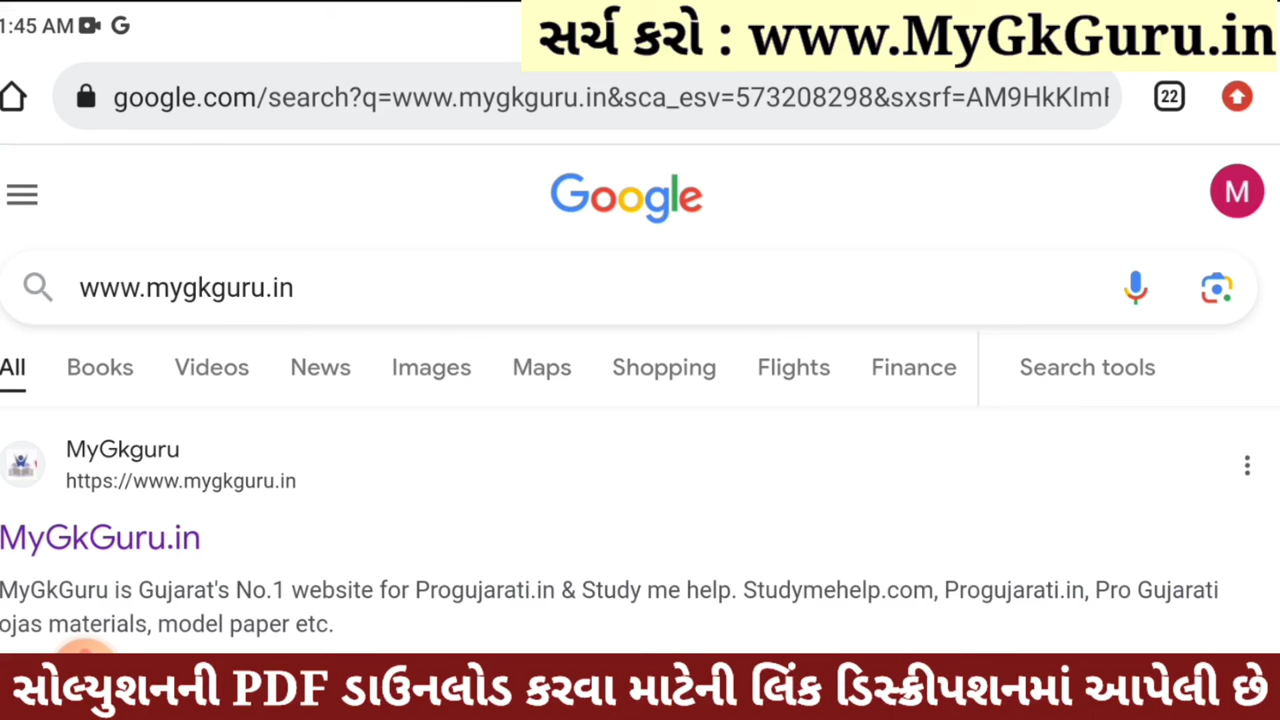 સર્ચ કરો : www.MyGkGuru.in
1:45 AM G
google.com/search?q=www.mygkguru.in&sca_esv=573208298&sxsrf=AM9HkKlm
22
Google
M
www.mygkguru.in
All Books Videos News Images Maps Shopping Flights Finance Search tools
MyGkguru
https://www.mygkguru.in
MyGkGuru.in
MyGkGuru is Gujarat's No.1 website for Progujarati.in & Study me help. Studymehelp.com, Progujarati.in, Pro Gujarati
ojas materials, model paper etc.
સોલ્યુશનની PDF ડાઉનલોડ કરવા માટેની લિંક ડિસ્ક્રીપશનમાં આપેલી છે